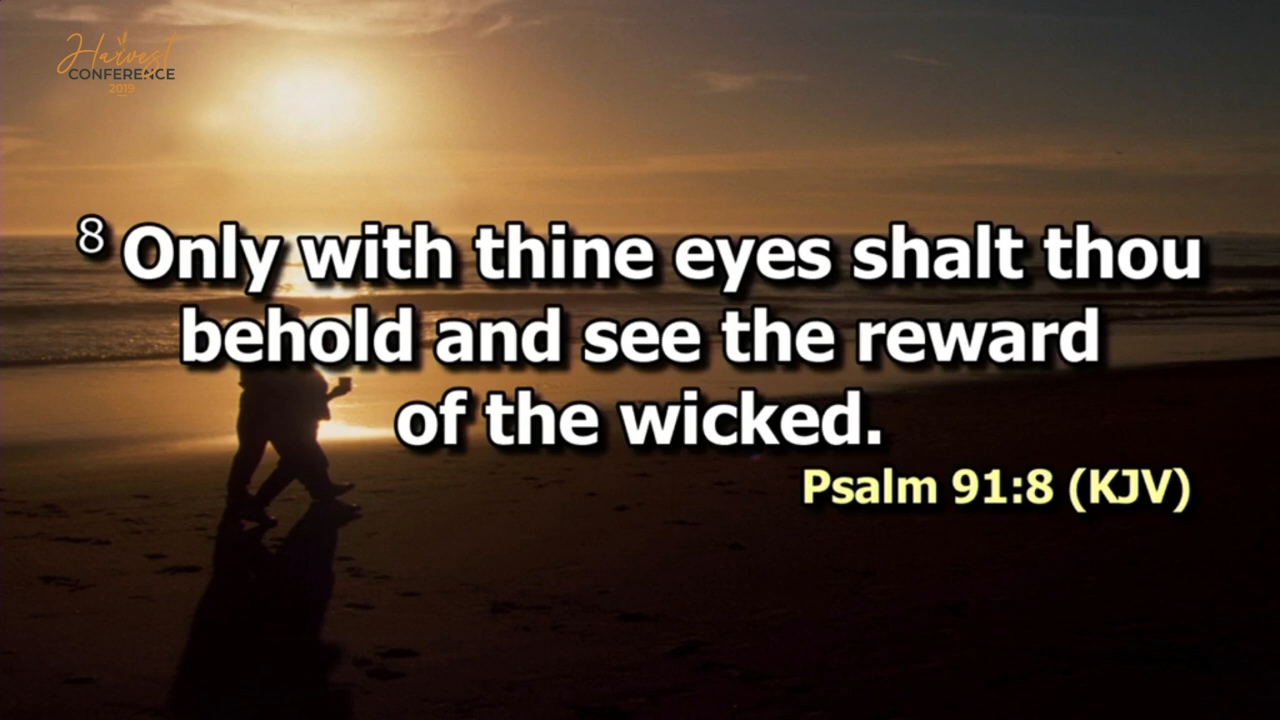 Harvest
CONFERENCE
2019
8 Only with thine eyes shalt thou
behold and see the reward
of the wicked.
Psalm 91:8 (KJV)